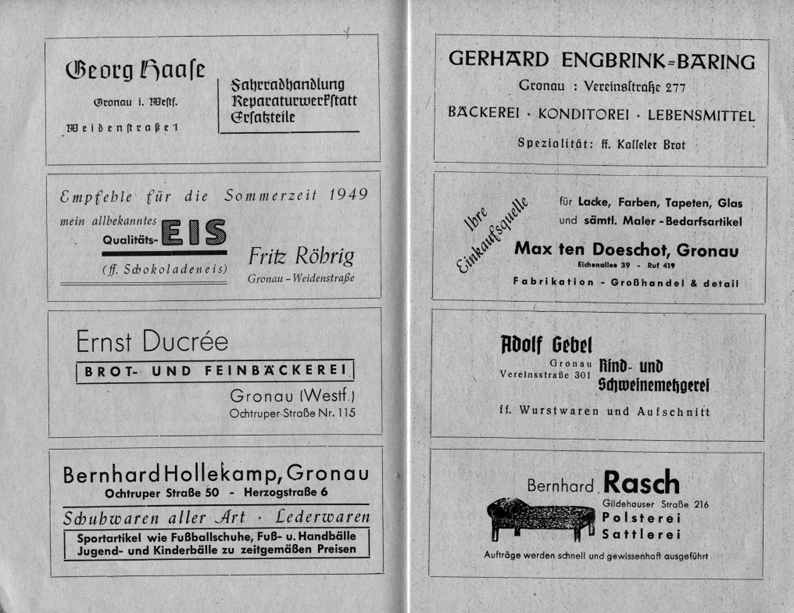 Georg Haase
Gronau i. Westf.
Weidenstraße 1
Fahrradhandlung
Reparaturwerkstatt
Ersatzteile
Empfehle für die Sommerzeit 1949
mein allbekanntes
Qualitäts- EIS
(ff. Schokoladeneis)
Fritz Röhrig
Gronau – Weidenstraße
Ernst Ducrée
BROT- UND FEINBÄCKEREI
Gronau (Westf.)
Ochtruper Straße Nr. 115
Bernhard Hollekamp, Gronau
Ochtruper Straße 50 - Herzogstraße 6
Schuhwaren aller Art · Lederwaren
Sportartikel wie Fußballschuhe, Fuß- u. Handbälle
Jugend- und Kinderbälle zu zeitgemäßen Preisen
GERHARD ENGBRINK=BÄRING
Gronau : Vereinsstraße 277
BÄCKEREI · KONDITOREI · LEBENSMITTEL
Spezialität: ff. Kasseler Brot
Ihre
Einkaufsquelle
für Lacke, Farben, Tapeten, Glas
und sämtl. Maler-Bedarfsartikel
Max ten Doeschot, Gronau
Eichenallee 39 - Ruf 419
Fabrikation - Großhandel & detail
Adolf Gebel
Gronau
Vereinsstraße 301
Rind- und
Schweinemetzgerei
ff. Wurstwaren und Aufschnitt
Bernhard Rasch
Gildehauser Straße 216
Polsterei
Sattlerei
Aufträge werden schnell und gewissenhaft ausgeführt